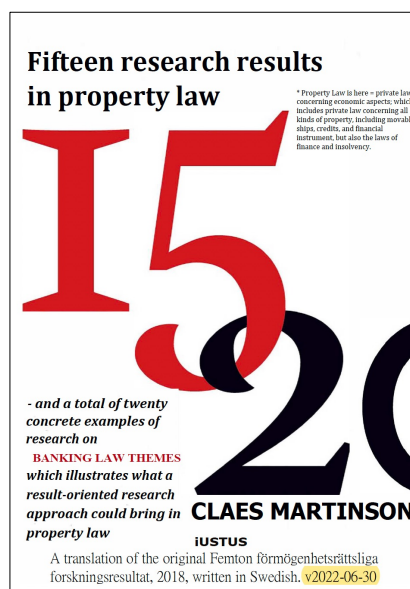 Fifteen research results
in property law
* Property Law is here = private law
concerning economic aspects; which
includes private law concerning all
kinds of property, including movabl
ships, credits, and financial
instrument, but also the laws of
finance and insolvency.
15
20
- and a total of twenty
concrete examples of
research on
BANKING LAW THEMES
which illustrates what a
result-oriented research
approach could bring in
property law
CLAES MARTINSON
iUSTUS
A translation of the original Femton förmögenhetsrättsliga
forskningsresultat, 2018, written in Swedish. v2022-06-30